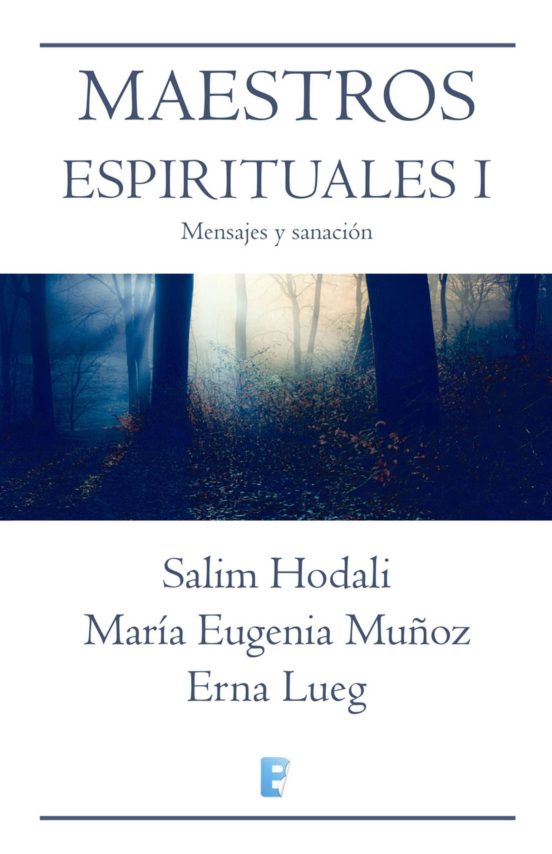 MAESTROS
ESPIRITUALES I
Mensajes y sanación
Salim Hodali
María Eugenia Muñoz
Erna Lueg
B